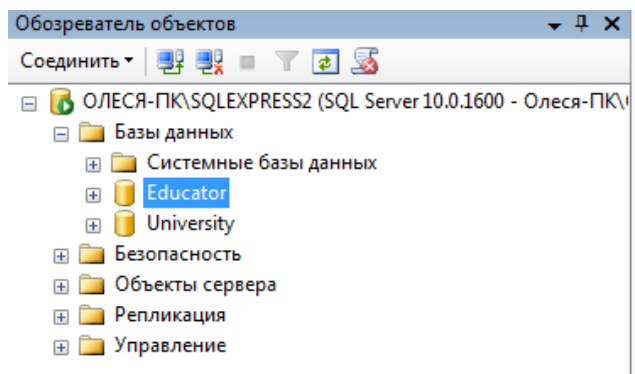 Обозреватель объектов
Соединить
ОЛЕСЯ-ПК\SQLEXPRESS2 (SQL Server 10.0.1600 - Олеся-ПК\
Базы данных
Системные базы данных
Educator
University
Безопасность
Объекты сервера
Репликация
Управление